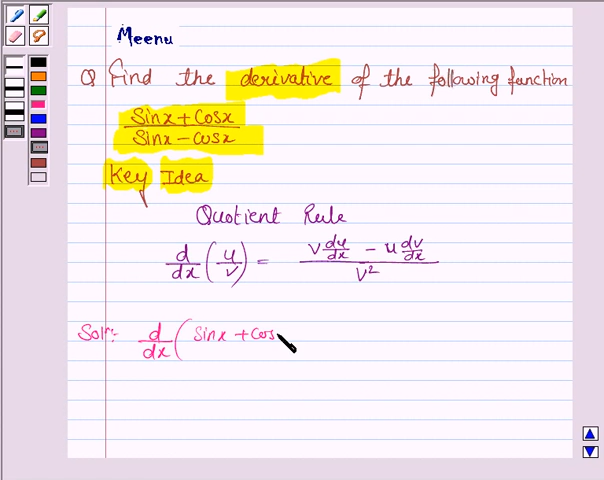 Meenu
Q Find the derivative of the following function
Sinx + Cosx
Sinx - Cosx
Key Idea
Quotient Rule
d/dx (u/v) = (v du/dx - u dv/dx) / v²
Solⁿ: d/dx ( Sinx + Cos